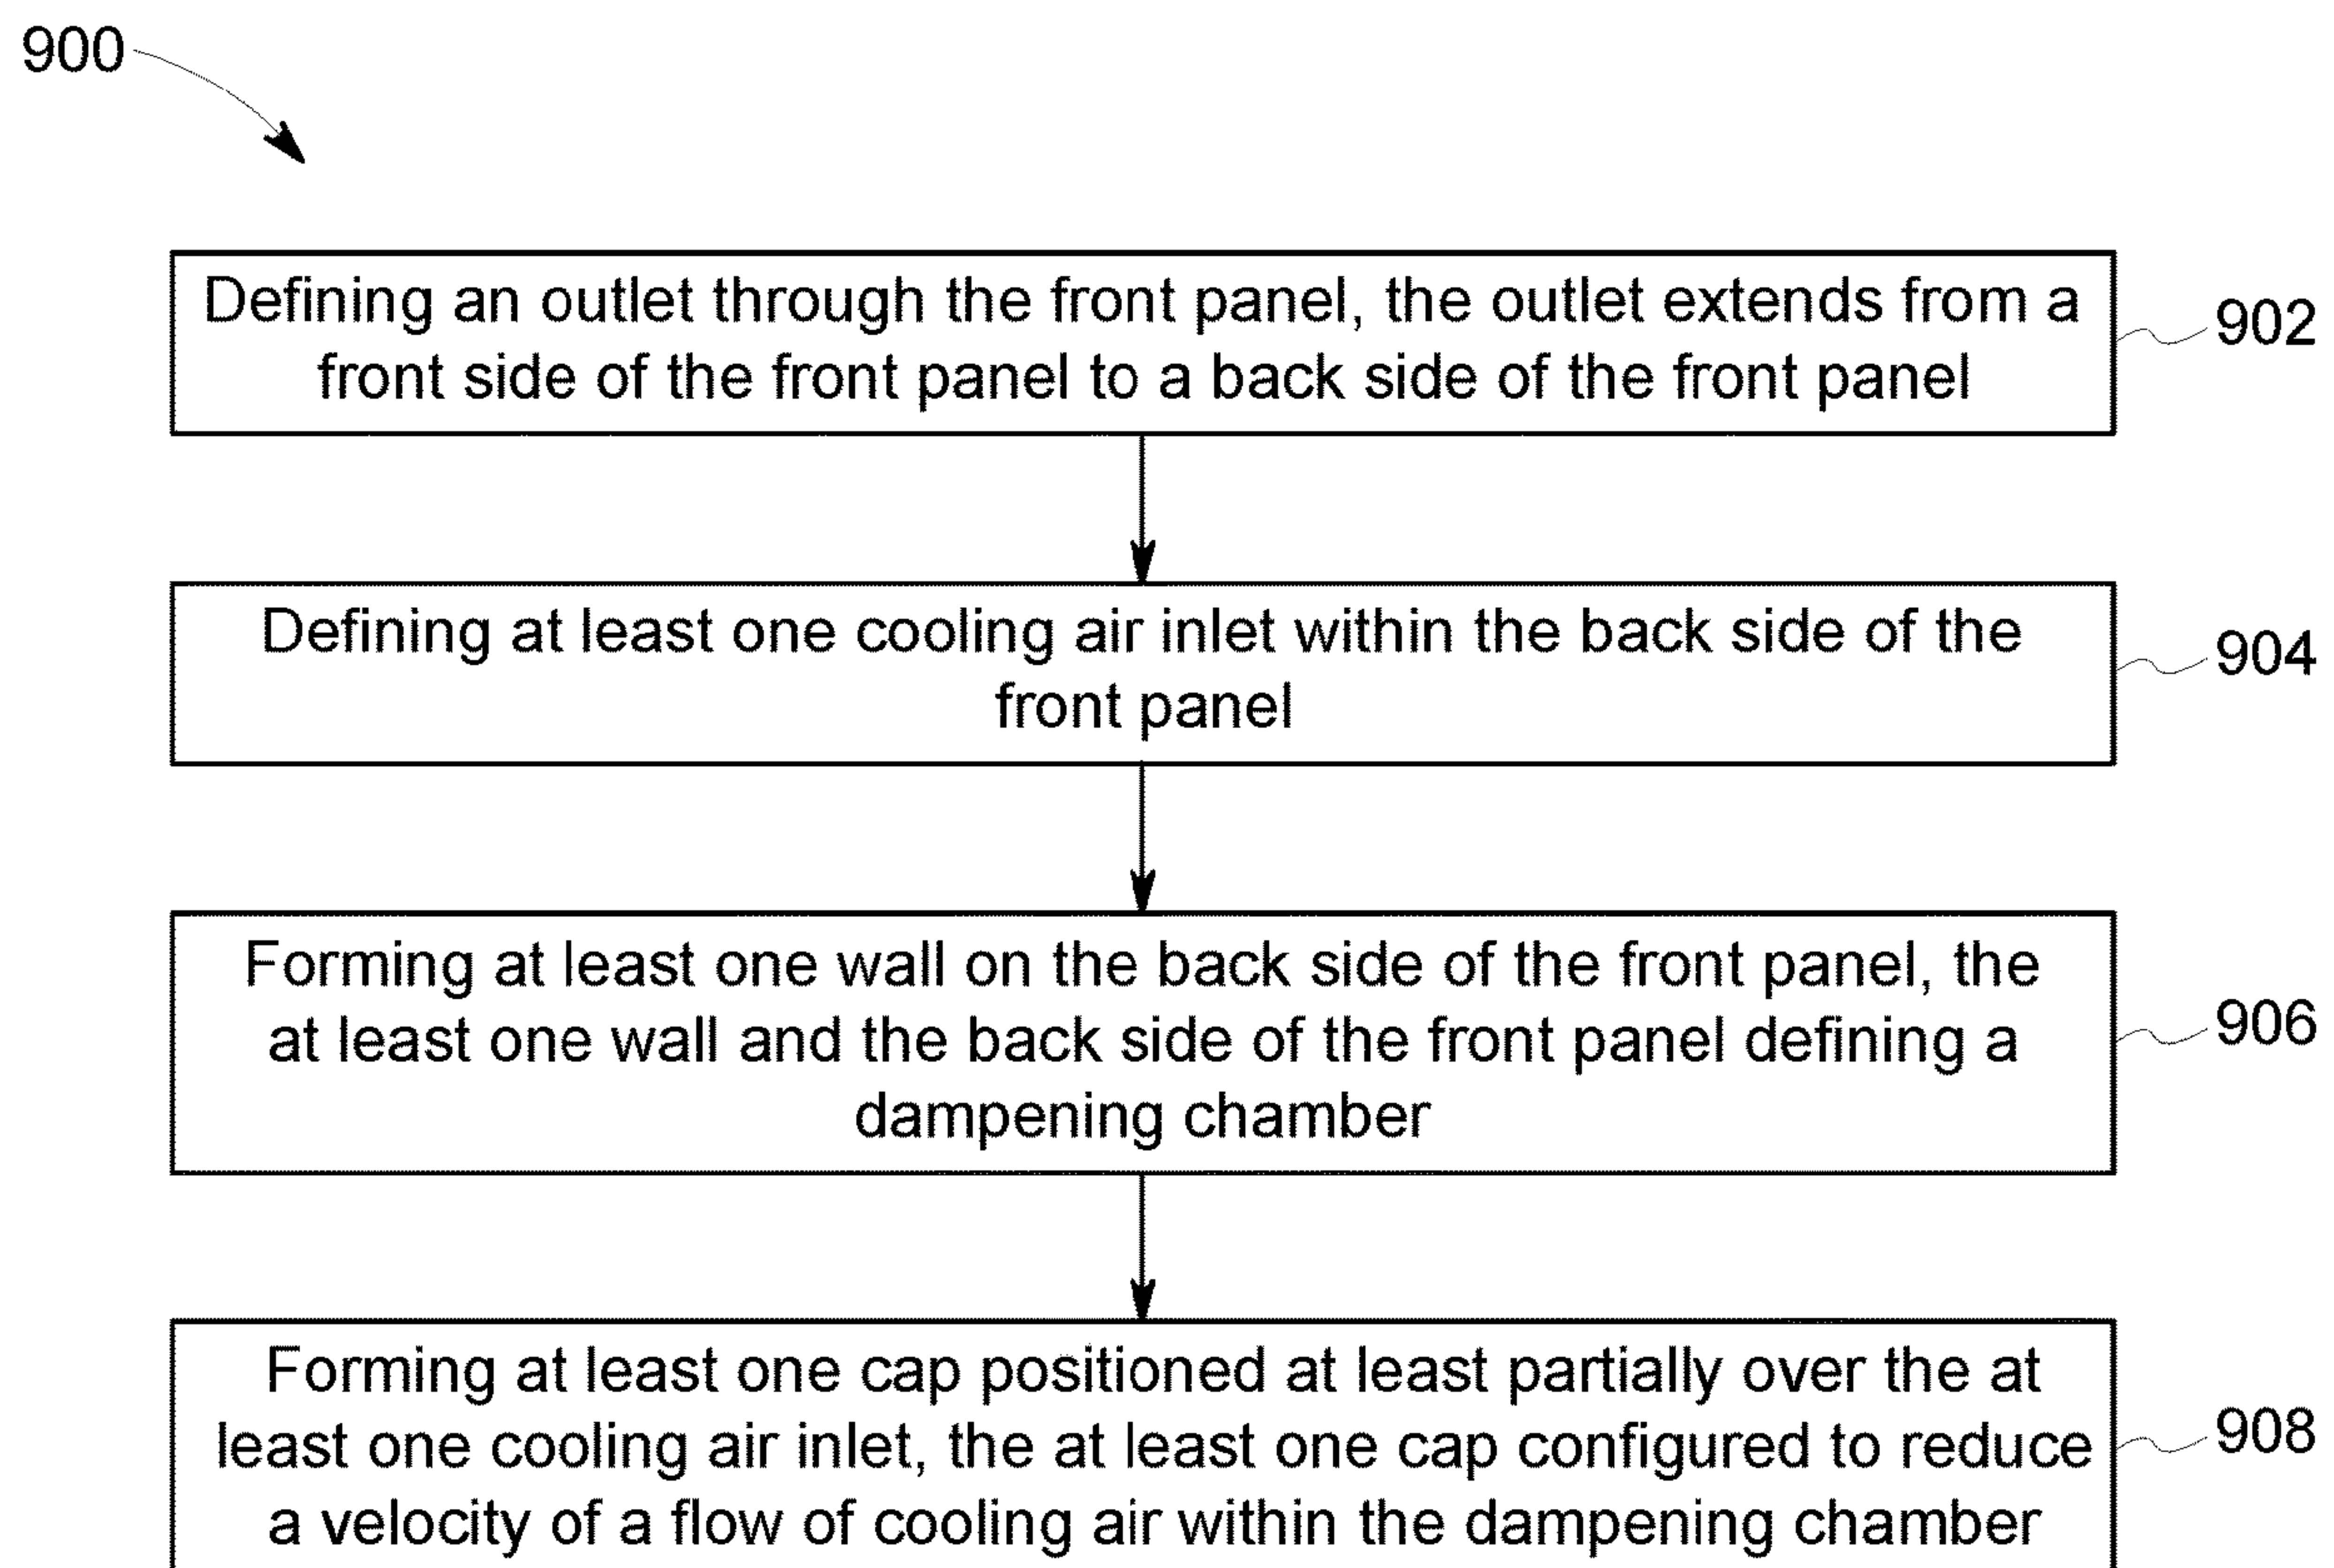 900
Defining an outlet through the front panel, the outlet extends from a
front side of the front panel to a back side of the front panel
902
Defining at least one cooling air inlet within the back side of the
front panel
904
Forming at least one wall on the back side of the front panel, the
at least one wall and the back side of the front panel defining a
dampening chamber
906
Forming at least one cap positioned at least partially over the at
least one cooling air inlet, the at least one cap configured to reduce
a velocity of a flow of cooling air within the dampening chamber
908